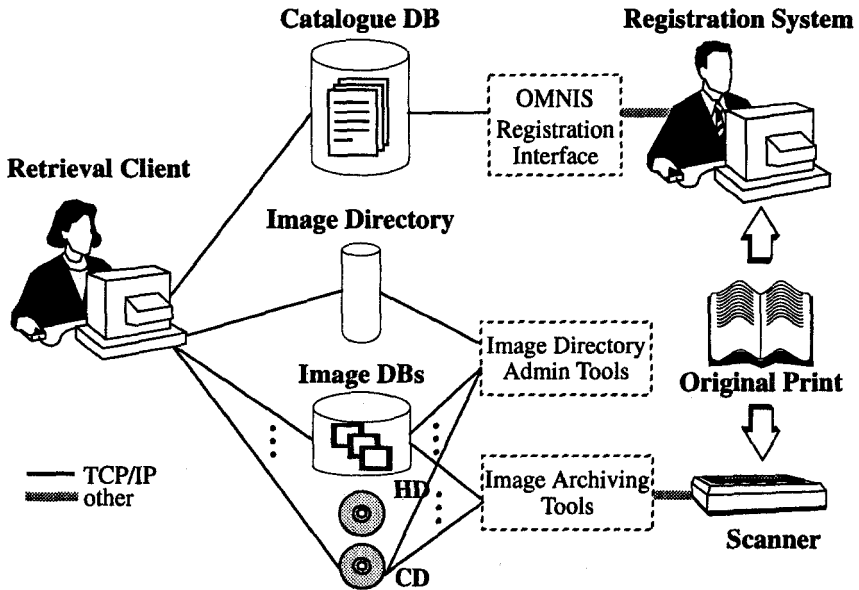 Catalogue DB
Registration System
OMNIS
Registration
Interface
Retrieval Client
Image Directory
Image Directory
Admin Tools
Original Print
Image DBs
TCP/IP
other
HD
Image Archiving
Tools
Scanner
CD